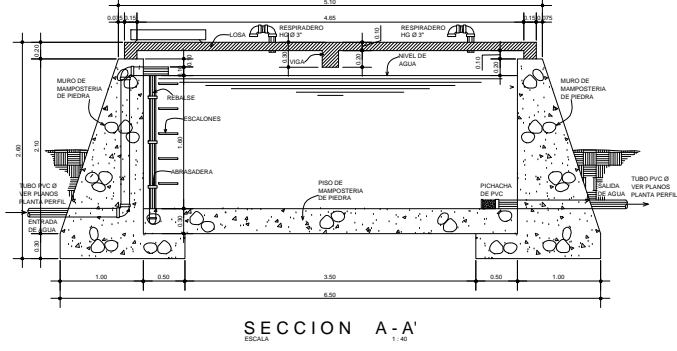 5.10
0.075
0.15
4.65
0.15
0.075
RESPIRADERO
HG Ø 3"
RESPIRADERO
HG Ø 3"
LOSA
0.20
0.10
0.30
VIGA
0.20
0.10
NIVEL DE
AGUA
0.10
0.20
MURO DE
MAMPOSTERIA
DE PIEDRA
MURO DE
MAMPOSTERIA
DE PIEDRA
REBALSE
ESCALONES
2.60
2.10
1.60
ABRASADERA
TUBO PVC Ø
VER PLANOS
PLANTA PERFIL
PISO DE
MAMPOSTERIA
DE PIEDRA
PICHACHA
DE PVC
SALIDA
DE AGUA
TUBO PVC Ø
VER PLANOS
PLANTA PERFIL
ENTRADA
DE AGUA
0.30
0.30
1.00
0.50
3.50
0.50
1.00
6.50
SECCION A-A'
ESCALA 1 : 40